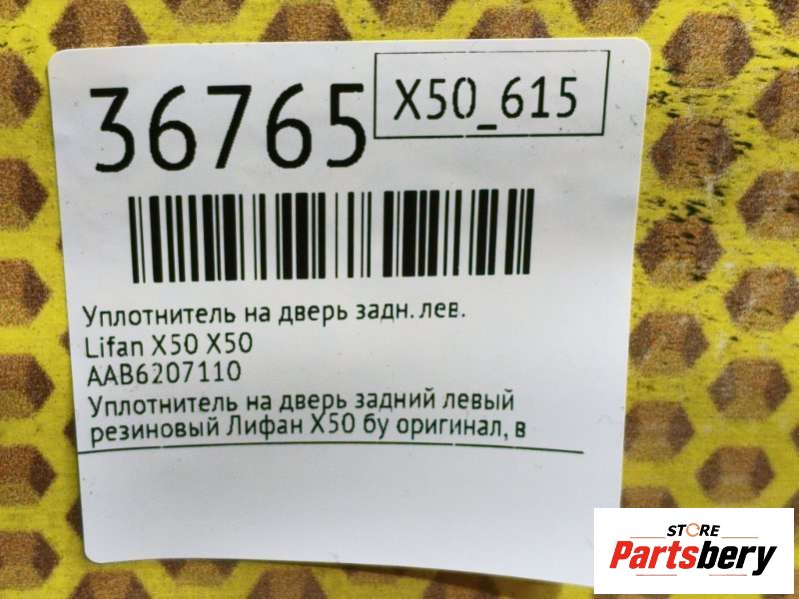 36765
X50_615
Уплотнитель на дверь задн. лев.
Lifan X50 X50
AAB6207110
Уплотнитель на дверь задний левый
резиновый Лифан Х50 бу оригинал, в
STORE
Partsbery